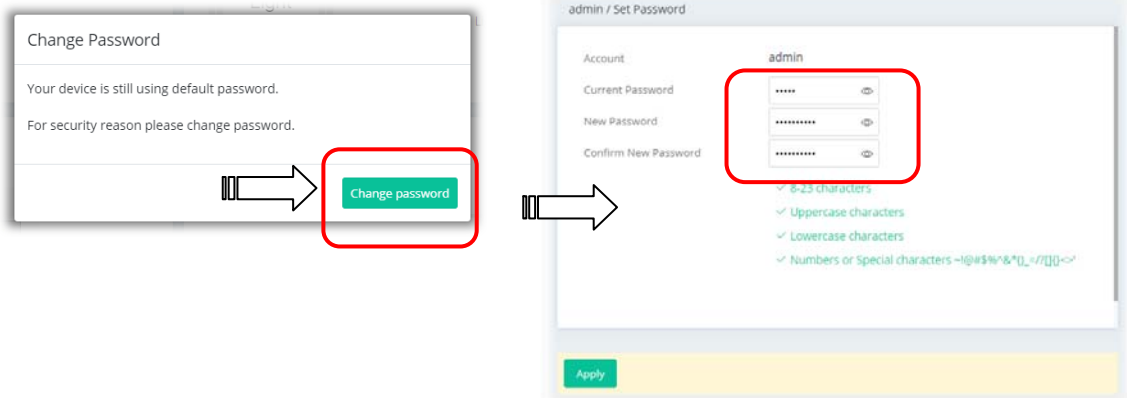 Change Password
Your device is still using default password.
For security reason please change password.
Change password
admin / Set Password
Account admin
Current Password •••••
New Password ••••••••••
Confirm New Password ••••••••••
✓ 8-23 characters
✓ Uppercase characters
✓ Lowercase characters
✓ Numbers or Special characters
Apply